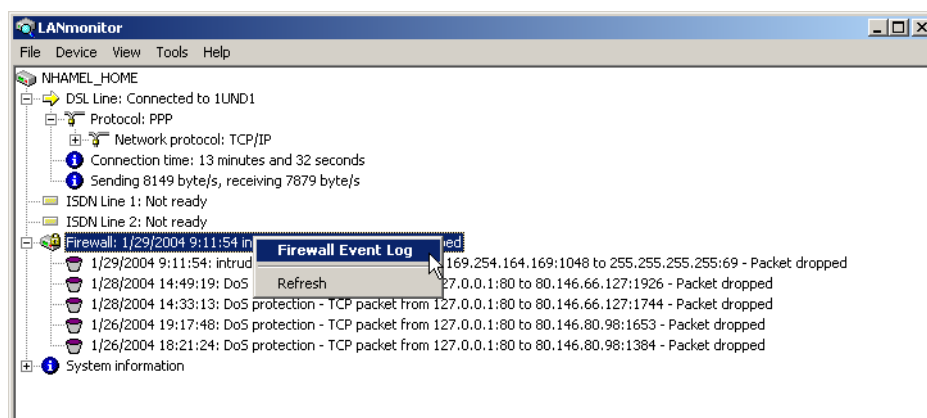 LANmonitor
File Device View Tools Help
NHAMEL_HOME
DSL Line: Connected to 1UND1
Protocol: PPP
Network protocol: TCP/IP
Connection time: 13 minutes and 32 seconds
Sending 8149 byte/s, receiving 7879 byte/s
ISDN Line 1: Not ready
ISDN Line 2: Not ready
Firewall: 1/29/2004 9:11:54
Firewall Event Log
1/29/2004 9:11:54: 169.254.164.169:1048 to 255.255.255.255:69 - Packet dropped
Refresh
1/28/2004 14:49:19: DoS 27.0.0.1:80 to 80.146.66.127:1926 - Packet dropped
1/28/2004 14:33:13: DoS protection - TCP packet from 127.0.0.1:80 to 80.146.66.127:1744 - Packet dropped
1/26/2004 19:17:48: DoS protection - TCP packet from 127.0.0.1:80 to 80.146.80.98:1653 - Packet dropped
1/26/2004 18:21:24: DoS protection - TCP packet from 127.0.0.1:80 to 80.146.80.98:1384 - Packet dropped
System information